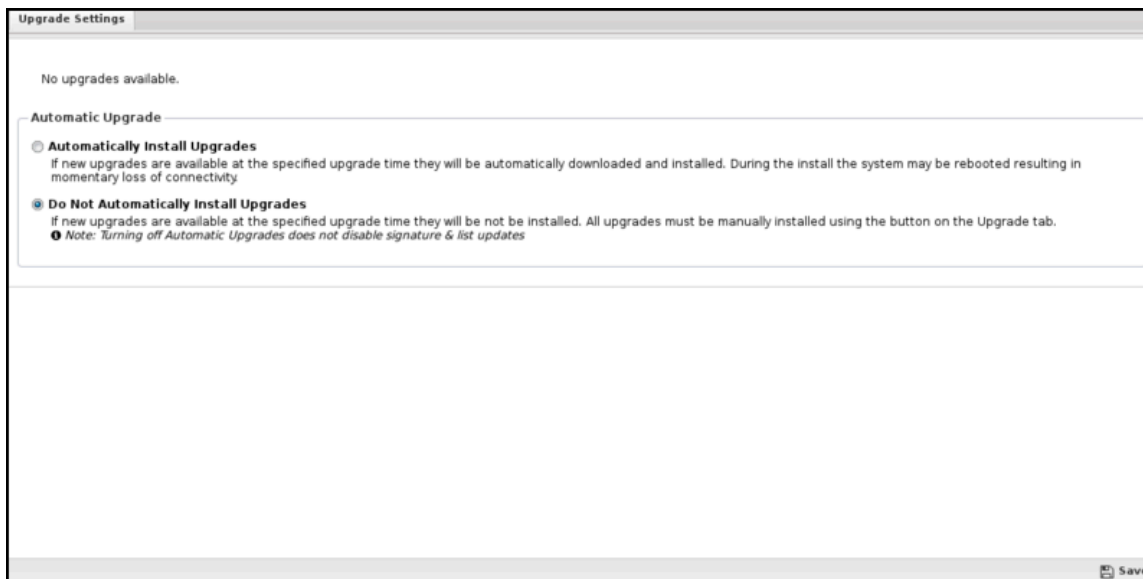 Upgrade Settings
No upgrades available.
Automatic Upgrade
Automatically Install Upgrades
If new upgrades are available at the specified upgrade time they will be automatically downloaded and installed. During the install the system may be rebooted resulting in
momentary loss of connectivity.
Do Not Automatically Install Upgrades
If new upgrades are available at the specified upgrade time they will be not be installed. All upgrades must be manually installed using the button on the Upgrade tab.
Note: Turning off Automatic Upgrades does not disable signature & list updates
Save